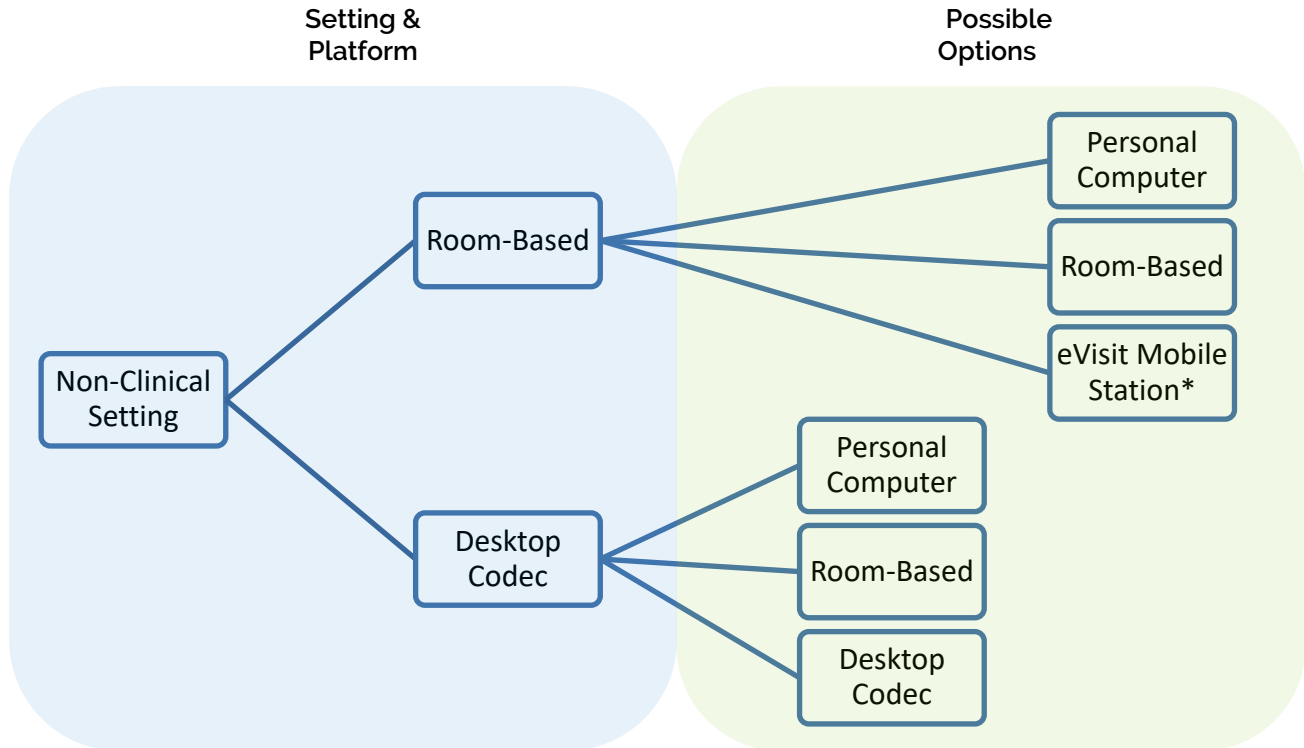 Setting &
Platform
Possible
Options
Non-Clinical
Setting
Room-Based
Personal
Computer
Room-Based
eVisit Mobile
Station*
Desktop
Codec
Personal
Computer
Room-Based
Desktop
Codec